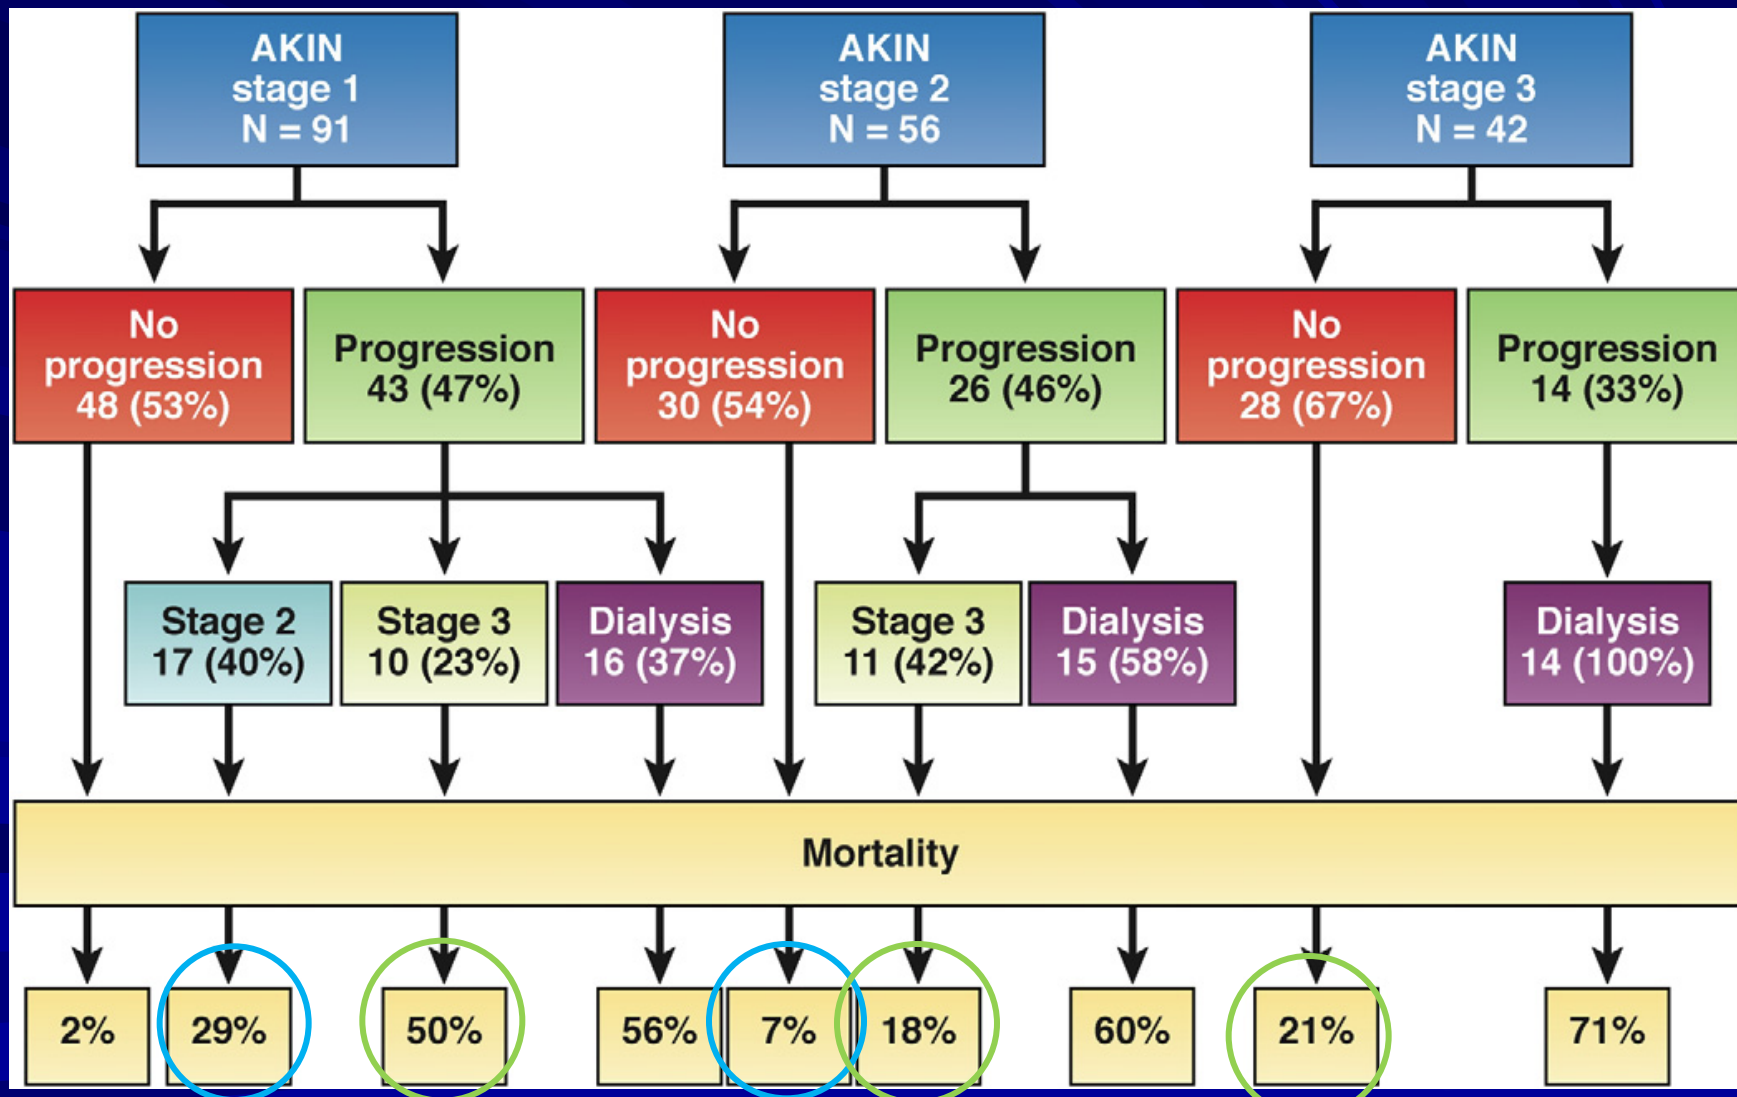 AKIN
stage 1
N = 91
AKIN
stage 2
N = 56
AKIN
stage 3
N = 42
No
progression
48 (53%)
Progression
43 (47%)
No
progression
30 (54%)
Progression
26 (46%)
No
progression
28 (67%)
Progression
14 (33%)
Stage 2
17 (40%)
Stage 3
10 (23%)
Dialysis
16 (37%)
Stage 3
11 (42%)
Dialysis
15 (58%)
Dialysis
14 (100%)
Mortality
2%
29%
50%
56%
7%
18%
60%
21%
71%